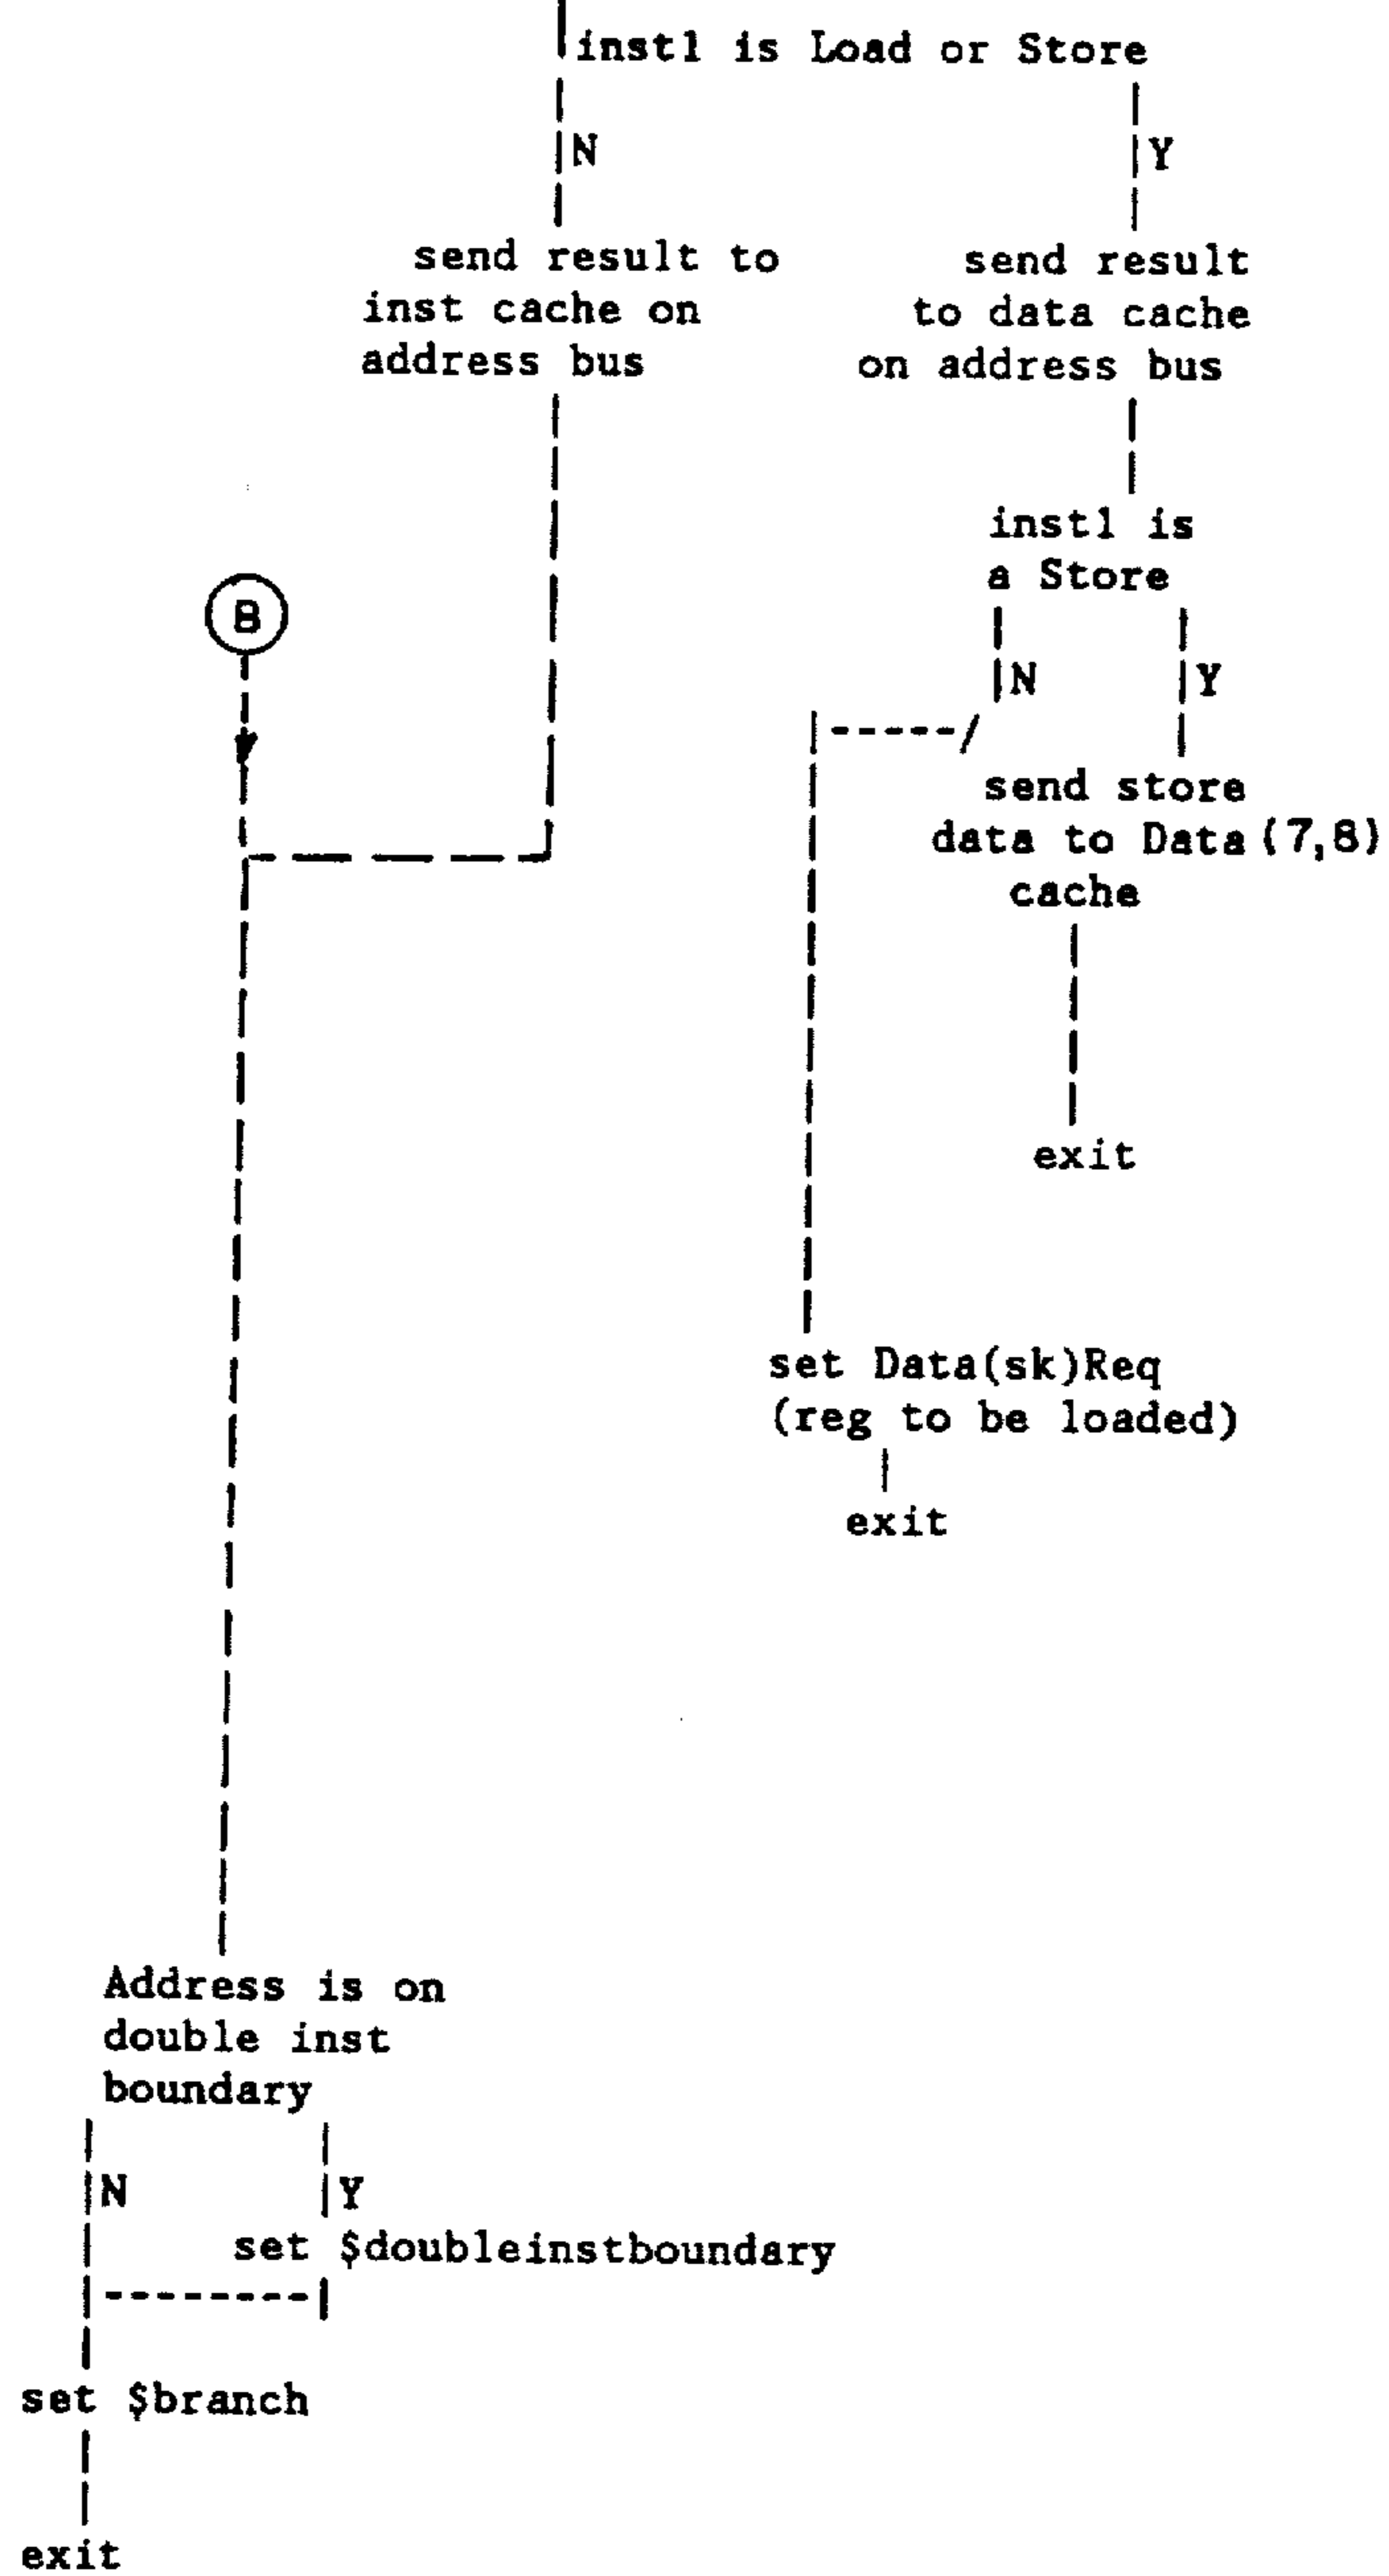 inst1 is Load or Store
N
Y
send result to
inst cache on
address bus
send result
to data cache
on address bus
inst1 is
a Store
B
N
Y
send store
data to Data (7,8)
cache
exit
set Data(sk)Req
(reg to be loaded)
exit
Address is on
double inst
boundary
N
Y
set $doubleinstboundary
set $branch
exit